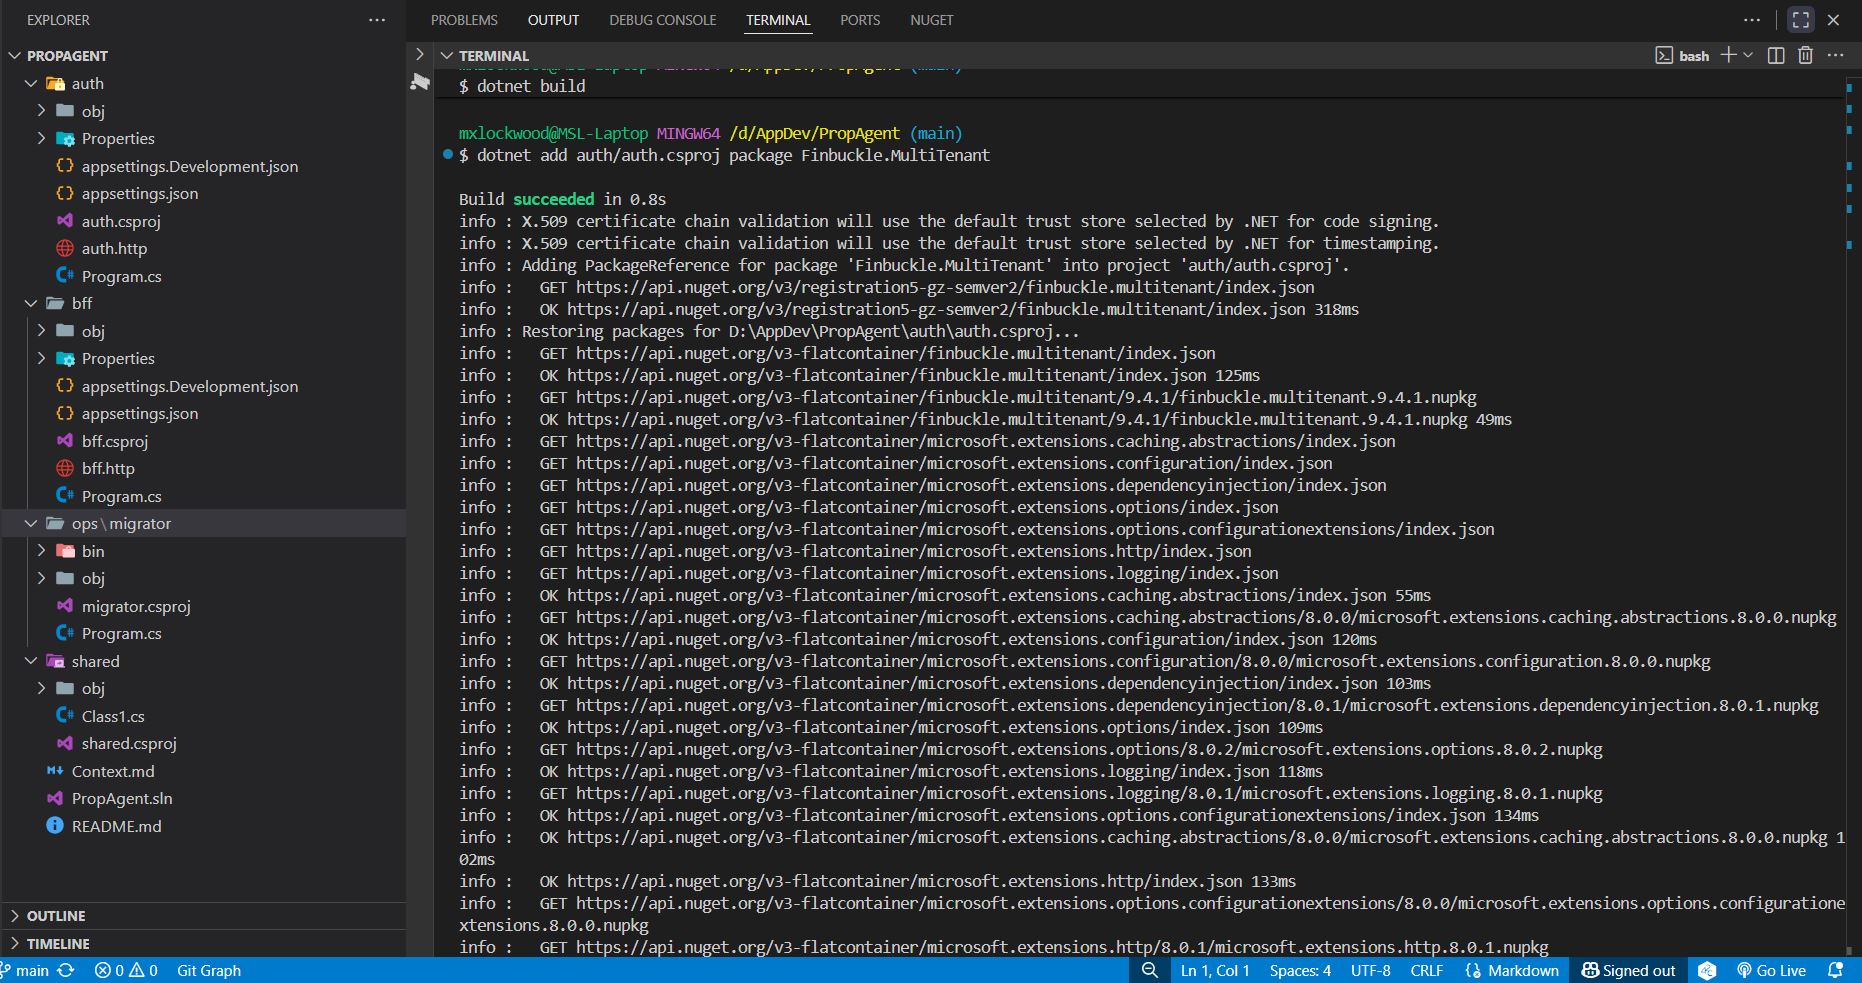 EXPLORER
PROPAGENT
auth
obj
Properties
appsettings.Development.json
appsettings.json
auth.csproj
auth.http
Program.cs
bff
obj
Properties
appsettings.Development.json
appsettings.json
bff.csproj
bff.http
Program.cs
ops\migrator
bin
obj
migrator.csproj
Program.cs
shared
obj
Class1.cs
shared.csproj
Context.md
PropAgent.sln
README.md
OUTLINE
TIMELINE
PROBLEMS OUTPUT DEBUG CONSOLE TERMINAL PORTS NUGET
TERMINAL
bash
mxlockwood@MSL-Laptop MINGW64 /d/AppDev/PropAgent (main)
$ dotnet build
mxlockwood@MSL-Laptop MINGW64 /d/AppDev/PropAgent (main)
$ dotnet add auth/auth.csproj package Finbuckle.MultiTenant
Build succeeded in 0.8s
info : X.509 certificate chain validation will use the default trust store selected by .NET for code signing.
info : X.509 certificate chain validation will use the default trust store selected by .NET for timestamping.
info : Adding PackageReference for package 'Finbuckle.MultiTenant' into project 'auth/auth.csproj'.
info :   GET https://api.nuget.org/v3/registration5-gz-semver2/finbuckle.multitenant/index.json
info :   OK https://api.nuget.org/v3/registration5-gz-semver2/finbuckle.multitenant/index.json 318ms
info : Restoring packages for D:\AppDev\PropAgent\auth\auth.csproj...
info :   GET https://api.nuget.org/v3-flatcontainer/finbuckle.multitenant/index.json
info :   OK https://api.nuget.org/v3-flatcontainer/finbuckle.multitenant/index.json 125ms
info :   GET https://api.nuget.org/v3-flatcontainer/finbuckle.multitenant/9.4.1/finbuckle.multitenant.9.4.1.nupkg
info :   OK https://api.nuget.org/v3-flatcontainer/finbuckle.multitenant/9.4.1/finbuckle.multitenant.9.4.1.nupkg 49ms
info :   GET https://api.nuget.org/v3-flatcontainer/microsoft.extensions.caching.abstractions/index.json
info :   GET https://api.nuget.org/v3-flatcontainer/microsoft.extensions.configuration/index.json
info :   GET https://api.nuget.org/v3-flatcontainer/microsoft.extensions.dependencyinjection/index.json
info :   GET https://api.nuget.org/v3-flatcontainer/microsoft.extensions.options/index.json
info :   GET https://api.nuget.org/v3-flatcontainer/microsoft.extensions.options.configurationextensions/index.json
info :   GET https://api.nuget.org/v3-flatcontainer/microsoft.extensions.http/index.json
info :   GET https://api.nuget.org/v3-flatcontainer/microsoft.extensions.logging/index.json
info :   OK https://api.nuget.org/v3-flatcontainer/microsoft.extensions.caching.abstractions/index.json 55ms
info :   GET https://api.nuget.org/v3-flatcontainer/microsoft.extensions.caching.abstractions/8.0.0/microsoft.extensions.caching.abstractions.8.0.0.nupkg
info :   OK https://api.nuget.org/v3-flatcontainer/microsoft.extensions.configuration/index.json 120ms
info :   GET https://api.nuget.org/v3-flatcontainer/microsoft.extensions.configuration/8.0.0/microsoft.extensions.configuration.8.0.0.nupkg
info :   OK https://api.nuget.org/v3-flatcontainer/microsoft.extensions.dependencyinjection/index.json 103ms
info :   GET https://api.nuget.org/v3-flatcontainer/microsoft.extensions.dependencyinjection/8.0.1/microsoft.extensions.dependencyinjection.8.0.1.nupkg
info :   OK https://api.nuget.org/v3-flatcontainer/microsoft.extensions.options/index.json 109ms
info :   GET https://api.nuget.org/v3-flatcontainer/microsoft.extensions.options/8.0.2/microsoft.extensions.options.8.0.2.nupkg
info :   OK https://api.nuget.org/v3-flatcontainer/microsoft.extensions.logging/index.json 118ms
info :   GET https://api.nuget.org/v3-flatcontainer/microsoft.extensions.logging/8.0.1/microsoft.extensions.logging.8.0.1.nupkg
info :   OK https://api.nuget.org/v3-flatcontainer/microsoft.extensions.options.configurationextensions/index.json 134ms
info :   OK https://api.nuget.org/v3-flatcontainer/microsoft.extensions.caching.abstractions/8.0.0/microsoft.extensions.caching.abstractions.8.0.0.nupkg 1
02ms
info :   OK https://api.nuget.org/v3-flatcontainer/microsoft.extensions.http/index.json 133ms
info :   GET https://api.nuget.org/v3-flatcontainer/microsoft.extensions.options.configurationextensions/8.0.0/microsoft.extensions.options.configuratione
xtensions.8.0.0.nupkg
info :   GET https://api.nuget.org/v3-flatcontainer/microsoft.extensions.http/8.0.1/microsoft.extensions.http.8.0.1.nupkg
main 0 0 Git Graph Ln 1, Col 1 Spaces: 4 UTF-8 CRLF Markdown Signed out Go Live